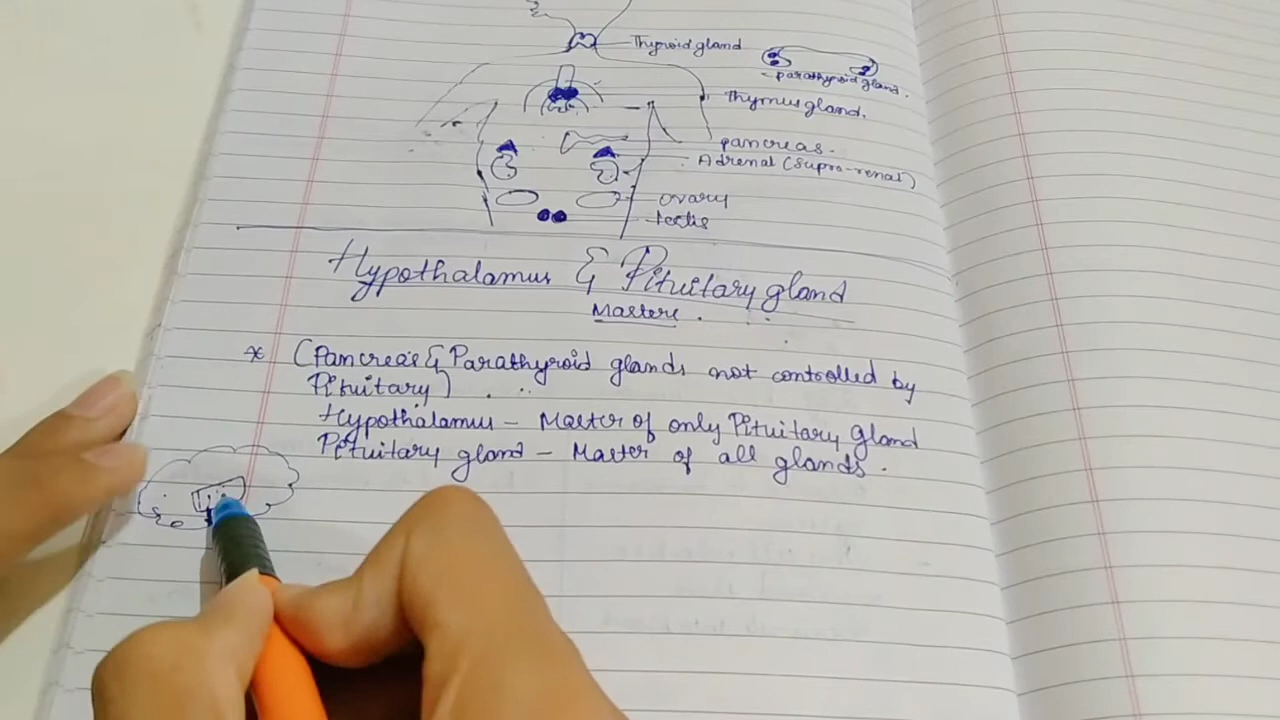 Thyroid gland
- parathyroid gland.
Thymus gland.
pancreas.
Adrenal (supra-renal)
ovary
testis
Hypothalamus & Pituitary gland
Master.
* (Pancreas & Parathyroid glands not controlled by
Pituitary)
Hypothalamus - Master of only Pituitary Gland
Pituitary gland - Master of all glands.